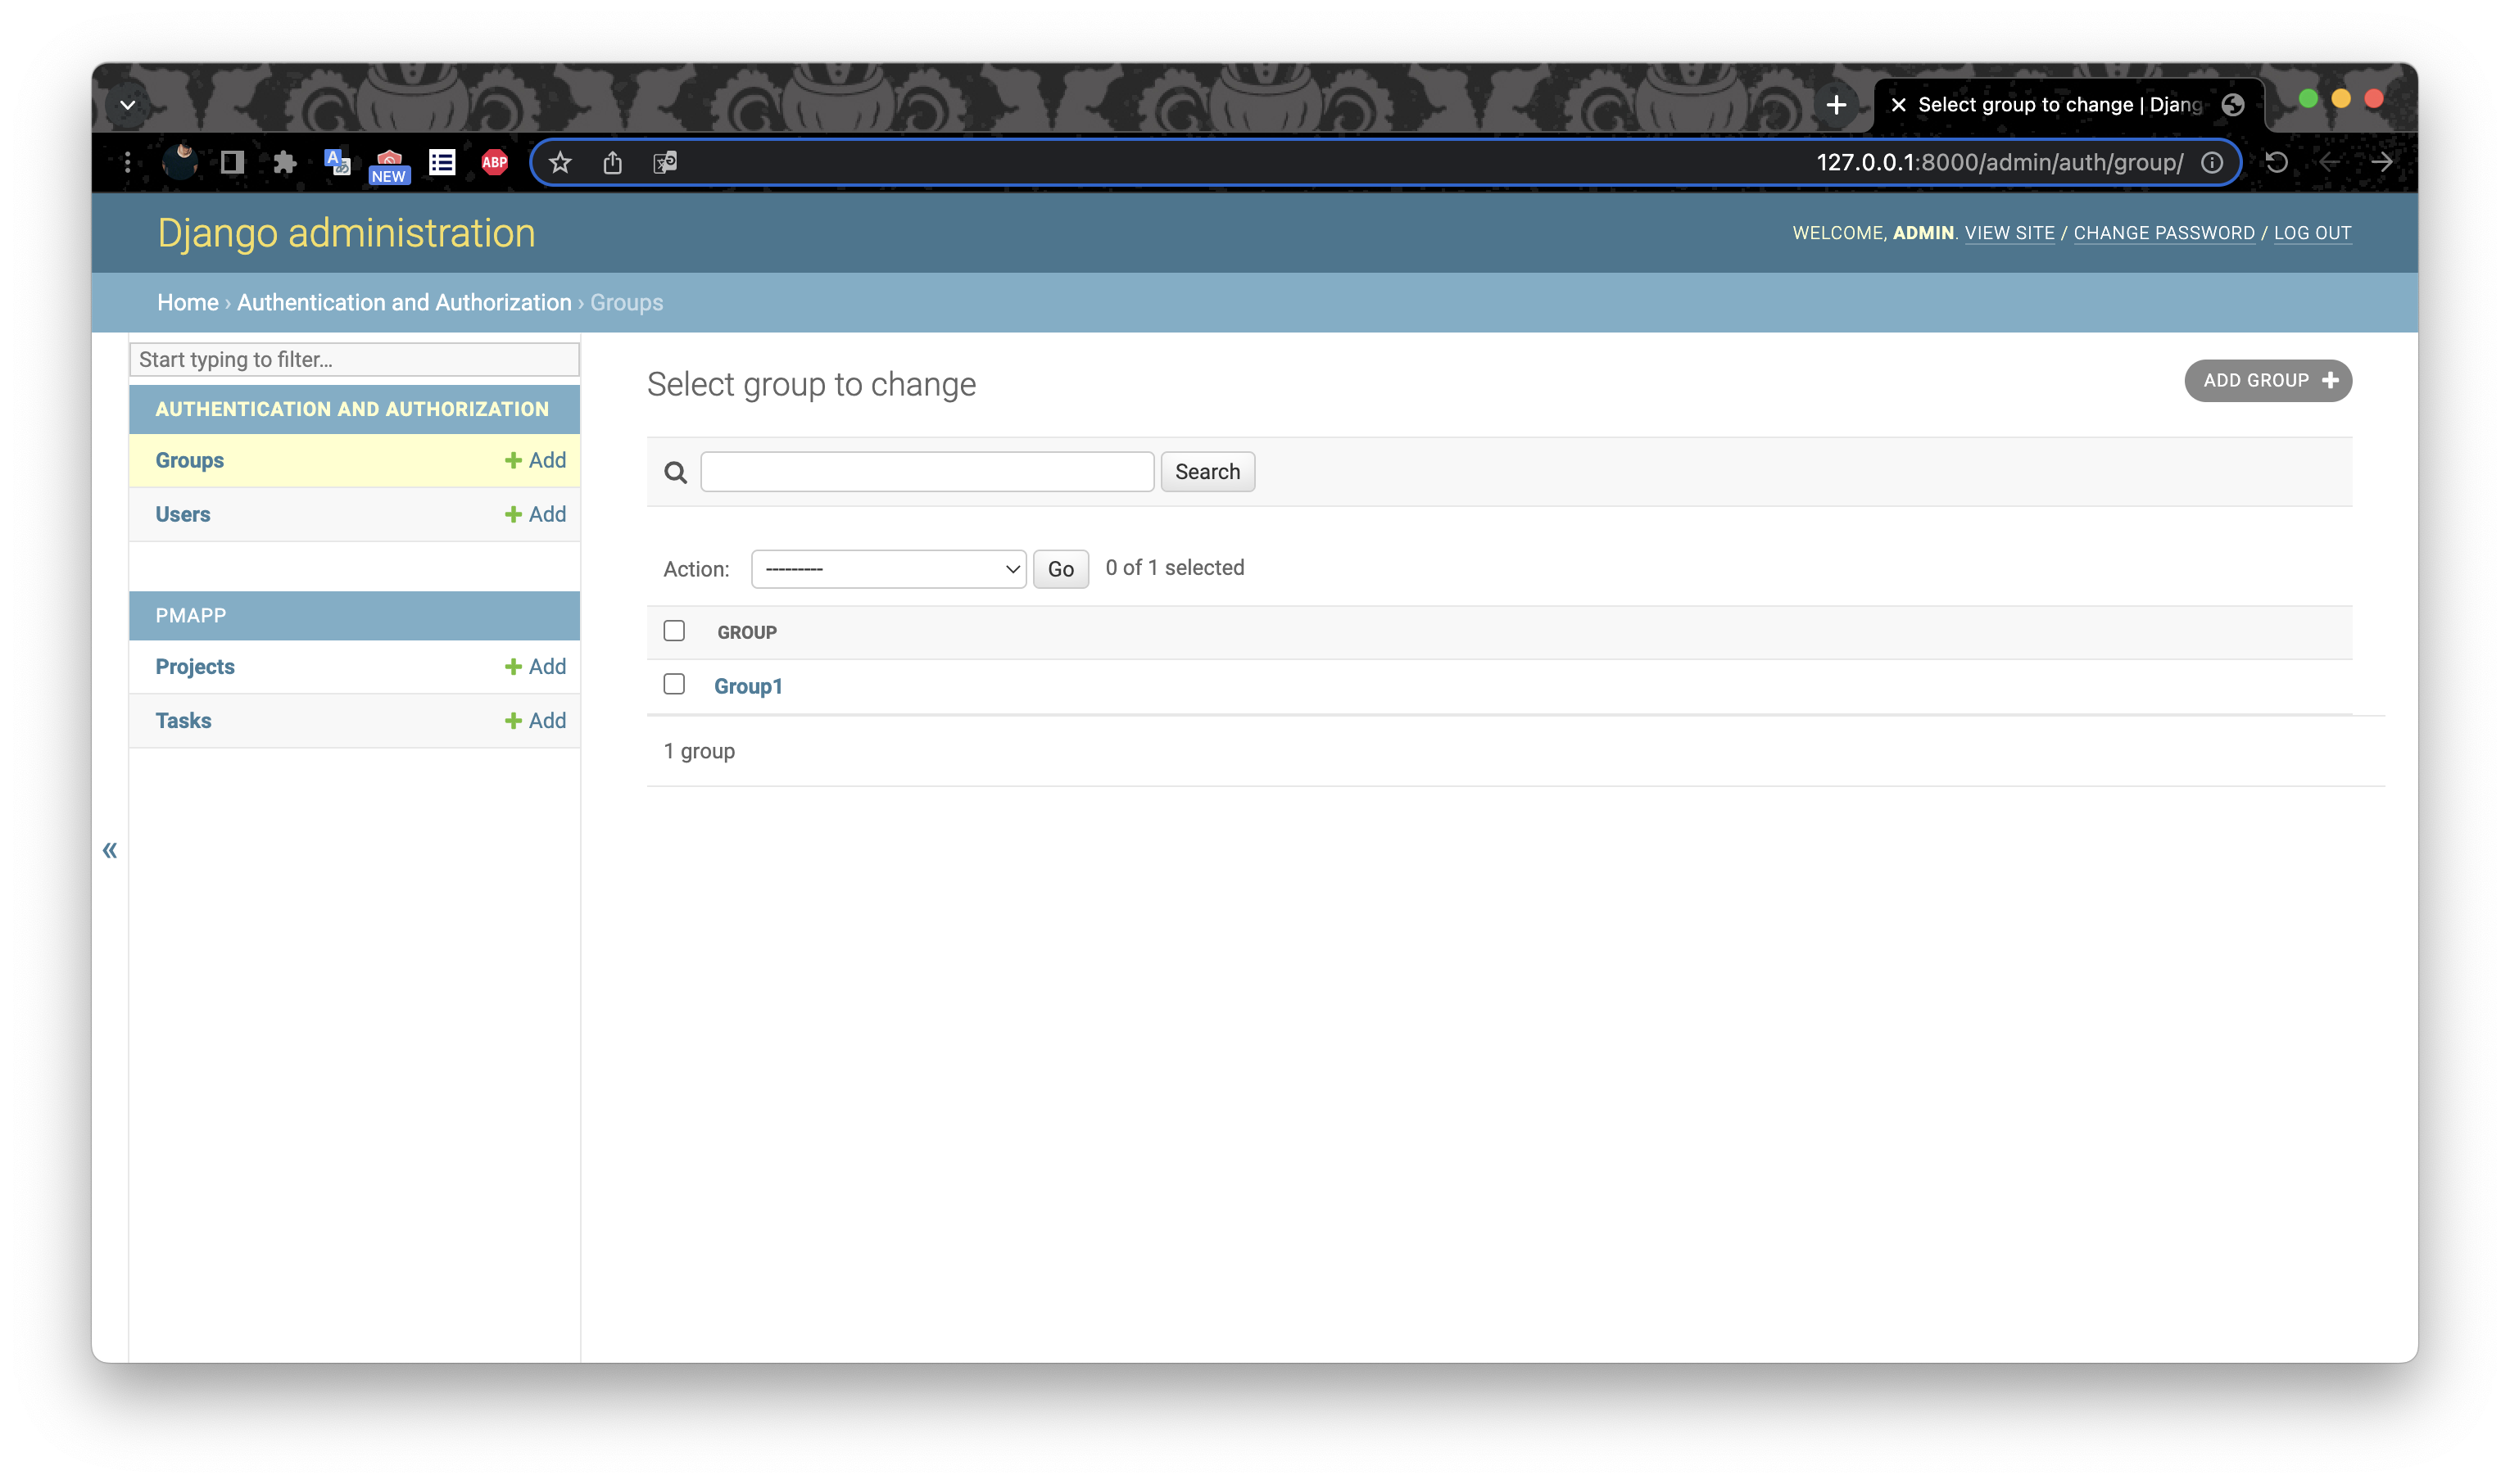 Select group to change | Djang
NEW
ABP
127.0.0.1:8000/admin/auth/group/
Django administration
WELCOME, ADMIN. VIEW SITE / CHANGE PASSWORD / LOG OUT
Home › Authentication and Authorization › Groups
Start typing to filter...
AUTHENTICATION AND AUTHORIZATION
Groups + Add
Users + Add
PMAPP
Projects + Add
Tasks + Add
«
Select group to change
ADD GROUP +
Search
Action: --------- Go 0 of 1 selected
GROUP
Group1
1 group